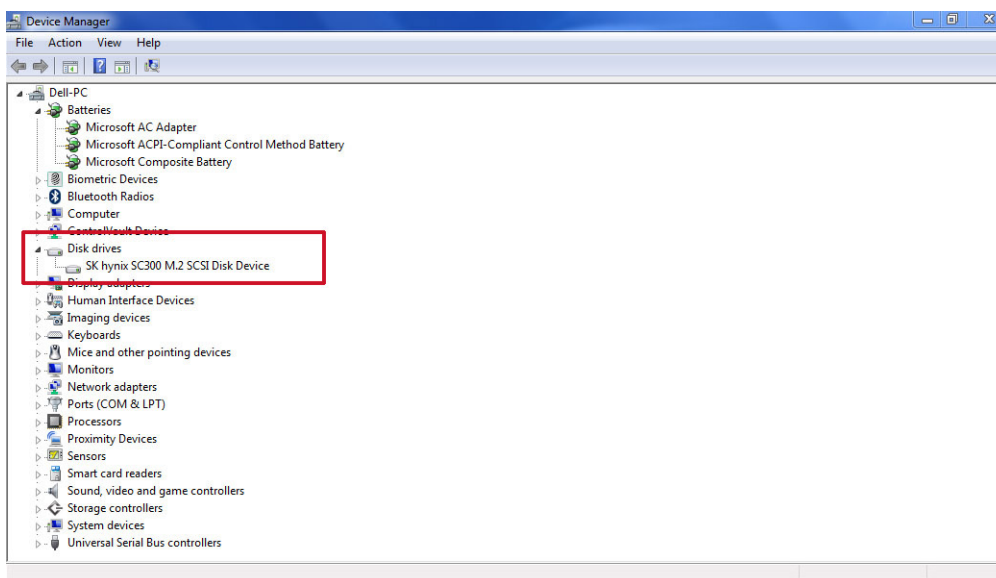 Device Manager
File Action View Help
Dell-PC
Batteries
Microsoft AC Adapter
Microsoft ACPI-Compliant Control Method Battery
Microsoft Composite Battery
Biometric Devices
Bluetooth Radios
Computer
ControlVault Device
Disk drives
SK hynix SC300 M.2 SCSI Disk Device
Display adapters
Human Interface Devices
Imaging devices
Keyboards
Mice and other pointing devices
Monitors
Network adapters
Ports (COM & LPT)
Processors
Proximity Devices
Sensors
Smart card readers
Sound, video and game controllers
Storage controllers
System devices
Universal Serial Bus controllers